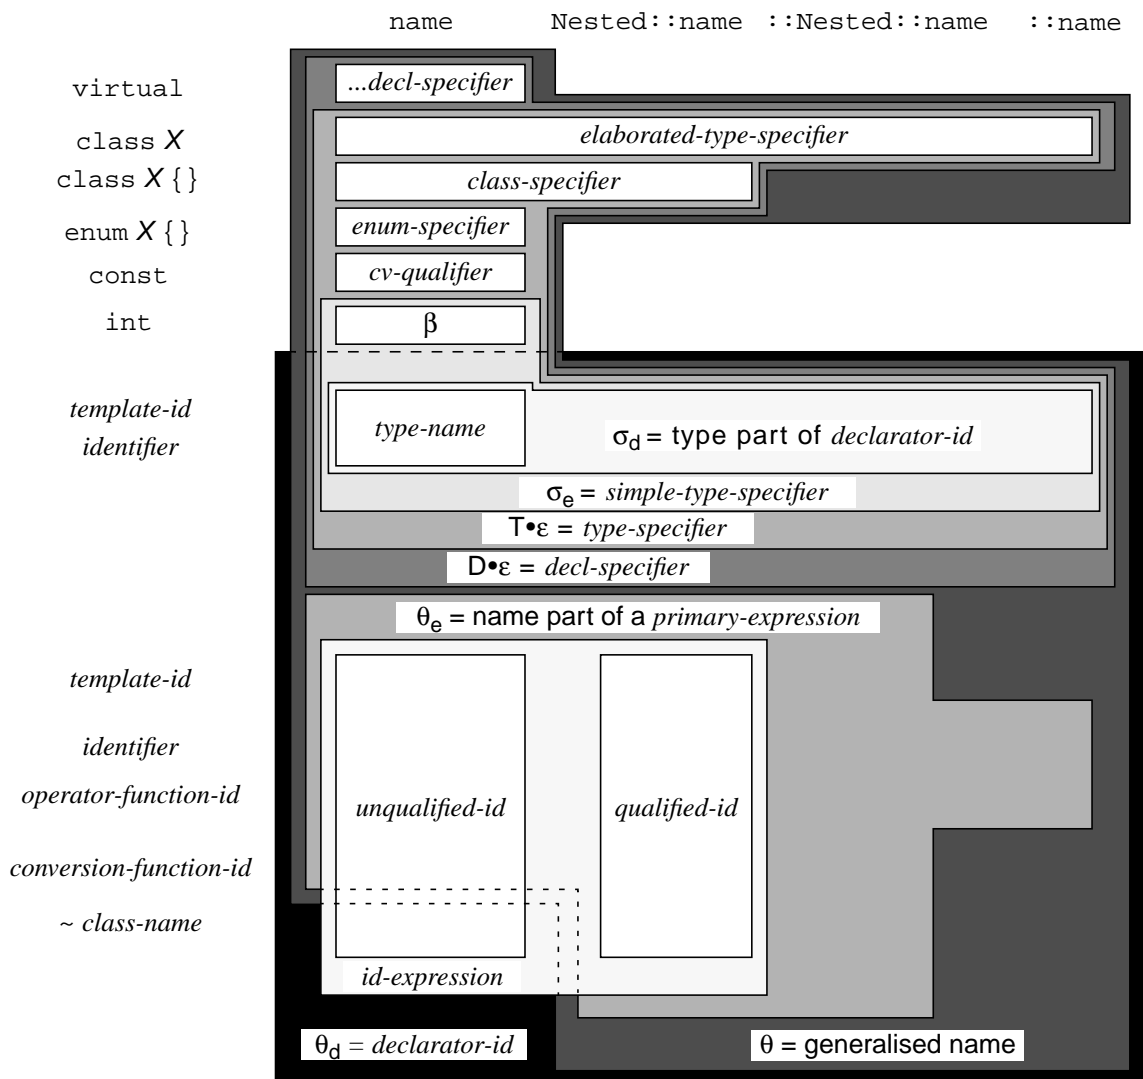 name Nested::name ::Nested::name ::name
virtual ...decl-specifier
class X elaborated-type-specifier
class X {} class-specifier
enum X {} enum-specifier
const cv-qualifier
int β
template-id
identifier
type-name σd = type part of declarator-id
σe = simple-type-specifier
T•ε = type-specifier
D•ε = decl-specifier
θe = name part of a primary-expression
template-id
identifier
operator-function-id
unqualified-id qualified-id
conversion-function-id
~ class-name
id-expression
θd = declarator-id θ = generalised name